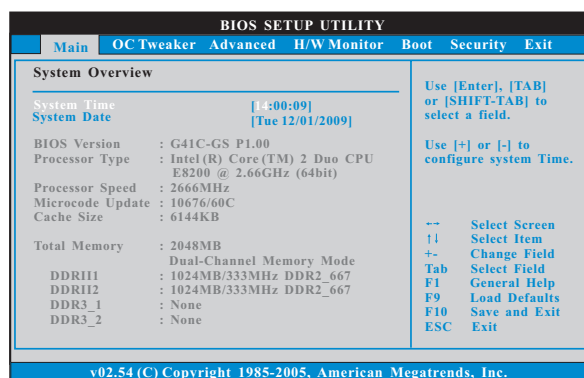 BIOS SETUP UTILITY
Main OC Tweaker Advanced H/W Monitor Boot Security Exit
System Overview
System Time [14:00:09]
System Date [Tue 12/01/2009]
BIOS Version : G41C-GS P1.00
Processor Type : Intel (R) Core (TM) 2 Duo CPU
E8200 @ 2.66GHz (64bit)
Processor Speed : 2666MHz
Microcode Update : 10676/60C
Cache Size : 6144KB
Total Memory : 2048MB
Dual-Channel Memory Mode
DDRII1 : 1024MB/333MHz DDR2_667
DDRII2 : 1024MB/333MHz DDR2_667
DDR3_1 : None
DDR3_2 : None
Use [Enter], [TAB]
or [SHIFT-TAB] to
select a field.
Use [+] or [-] to
configure system Time.
←→ Select Screen
↑↓ Select Item
+- Change Field
Tab Select Field
F1 General Help
F9 Load Defaults
F10 Save and Exit
ESC Exit
v02.54 (C) Copyright 1985-2005, American Megatrends, Inc.